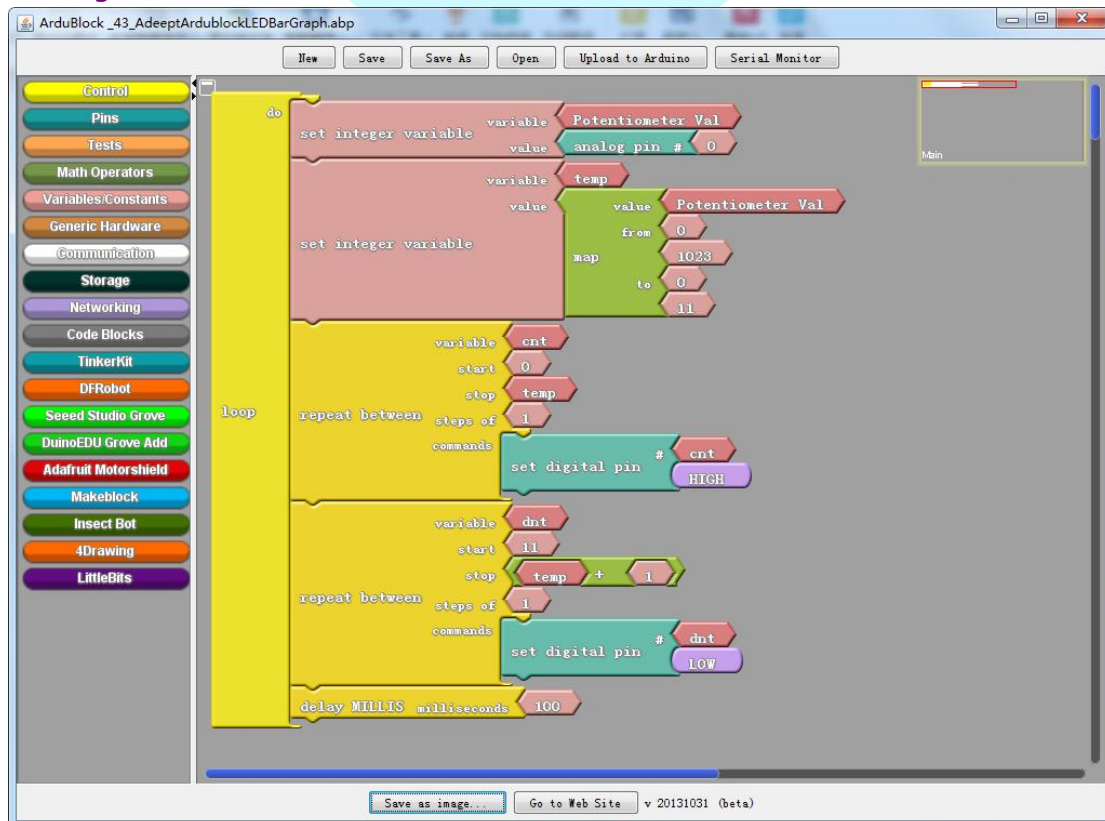 ArduBlock _43_AdeeptArdublockLEDBarGraph.abp
New Save Save As Open Upload to Arduino Serial Monitor
Control
Pins
Tests
Math Operators
Variables/Constants
Generic Hardware
Communication
Storage
Networking
Code Blocks
TinkerKit
DFRobot
Seeed Studio Grove
DuinoEDU Grove Add
Adafruit Motorshield
Makeblock
Insect Bot
4Drawing
LittleBits
Main
loop
do
set integer variable
variable Potentiometer Val
value analog pin # 0
set integer variable
variable temp
value map
value Potentiometer Val
from 0
1023
to 0
11
repeat between
variable cnt
start 0
stop temp
steps of 1
commands
set digital pin # cnt
HIGH
repeat between
variable dnt
start 11
stop temp + 1
steps of 1
commands
set digital pin # dnt
LOW
delay MILLIS milliseconds 100
Save as image... Go to Web Site v 20131031 (beta)